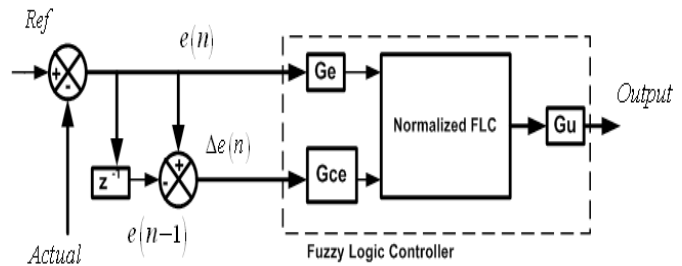 Ref
e(n)
+
-
Ge
Normalized FLC
Output
Gu
+
-
Δe(n)
z⁻¹
Gce
e(n-1)
Actual
Fuzzy Logic Controller